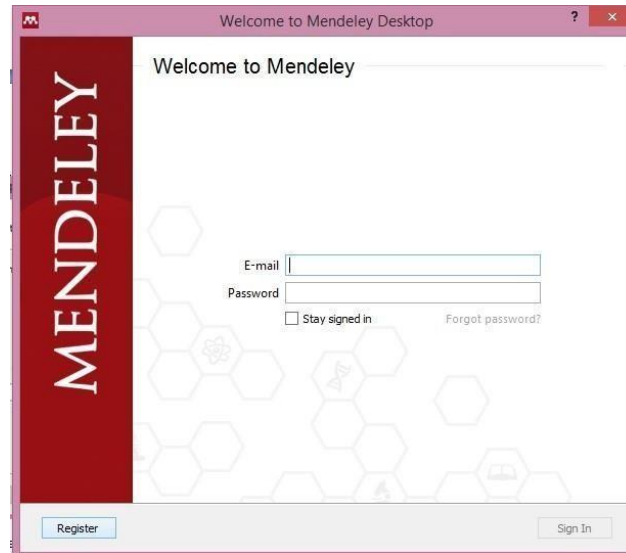 Welcome to Mendeley Desktop
?
MENDELEY
Welcome to Mendeley
E-mail
Password
Stay signed in
Forgot password?
Register
Sign In